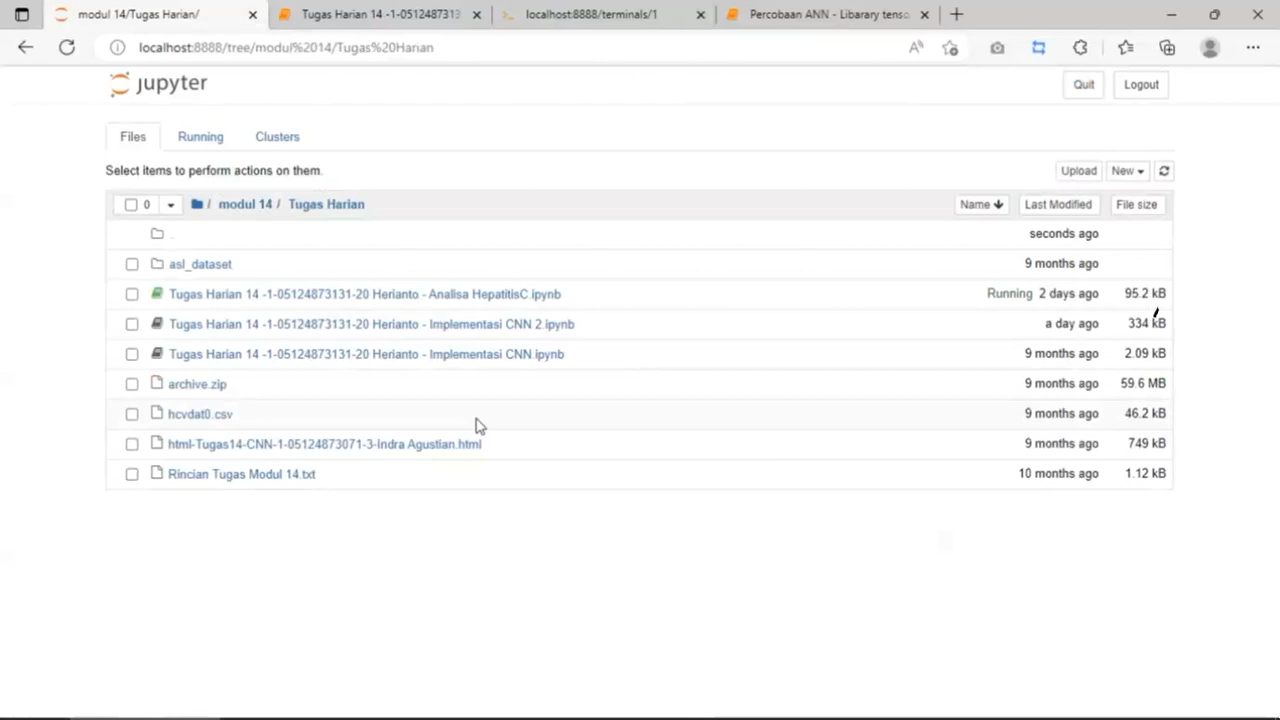 modul 14/Tugas Harian/
Tugas Harian 14 -1-0512487313
localhost:8888/terminals/1
Percobaan ANN - Libarary tenso
localhost:8888/tree/modul%2014/Tugas%20Harian
jupyter
Quit
Logout
Files
Running
Clusters
Select items to perform actions on them.
Upload
New
0
/ modul 14 / Tugas Harian
Name
Last Modified
File size
..
seconds ago
asl_dataset
9 months ago
Tugas Harian 14 -1-05124873131-20 Herianto - Analisa HepatitisC.ipynb
Running 2 days ago
95.2 kB
Tugas Harian 14 -1-05124873131-20 Herianto - Implementasi CNN 2.ipynb
a day ago
334 kB
Tugas Harian 14 -1-05124873131-20 Herianto - Implementasi CNN.ipynb
9 months ago
2.09 kB
archive.zip
9 months ago
59.6 MB
hcvdat0.csv
9 months ago
46.2 kB
html-Tugas14-CNN-1-05124873071-3-Indra Agustian.html
9 months ago
749 kB
Rincian Tugas Modul 14.txt
10 months ago
1.12 kB